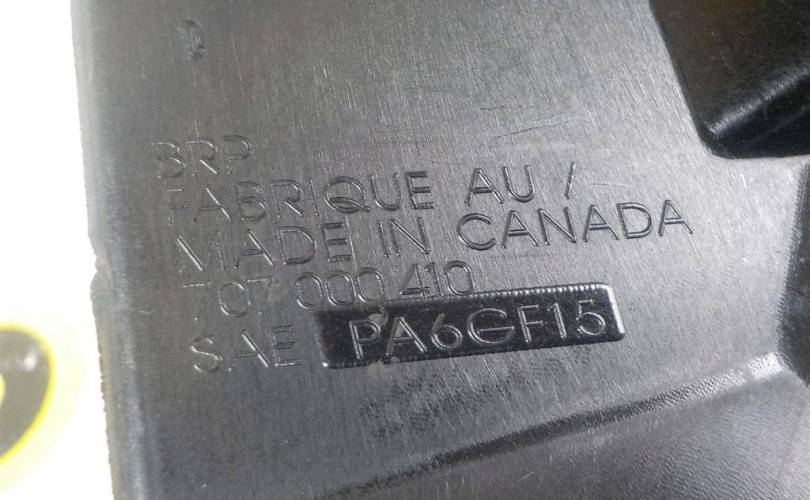 BRP
FABRIQUE AU /
MADE IN CANADA
707 000 410
SAE PA6GF15